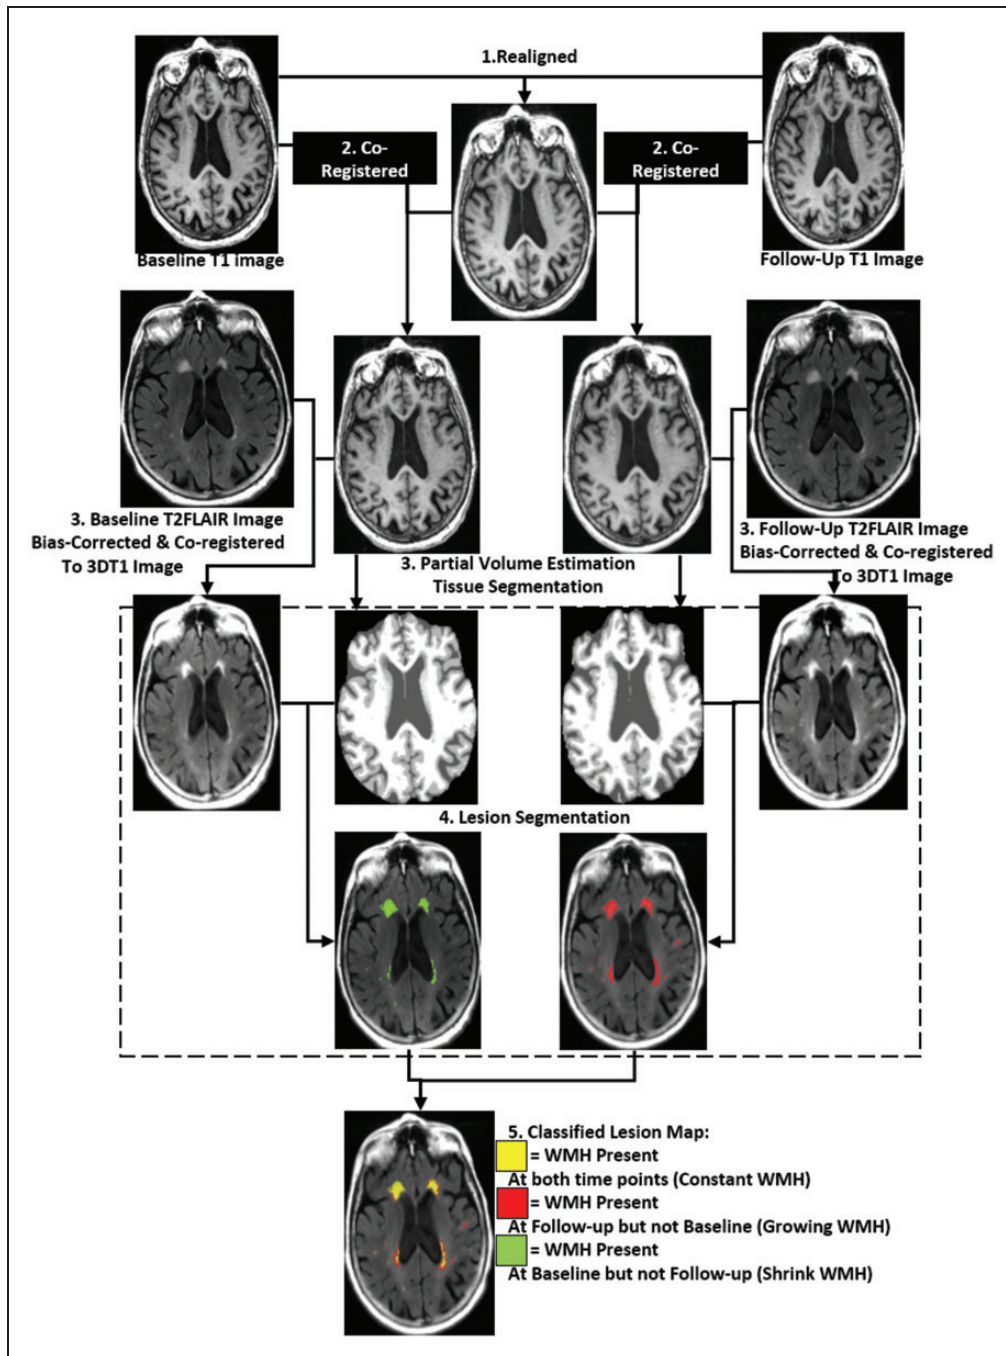 1.Realigned
2. Co-
Registered
2. Co-
Registered
Baseline T1 image
Follow-Up T1 Image
3. Baseline T2FLAIR Image
Bias-Corrected & Co-registered
To 3DT1 Image
3. Follow-Up T2FLAIR Image
Bias-Corrected & Co-registered
To 3DT1 Image
3. Partial Volume Estimation
Tissue Segmentation
4. Lesion Segmentation
5. Classified Lesion Map:
= WMH Present
At both time points (Constant WMH)
= WMH Present
At Follow-up but not Baseline (Growing WMH)
= WMH Present
At Baseline but not Follow-up (Shrink WMH)